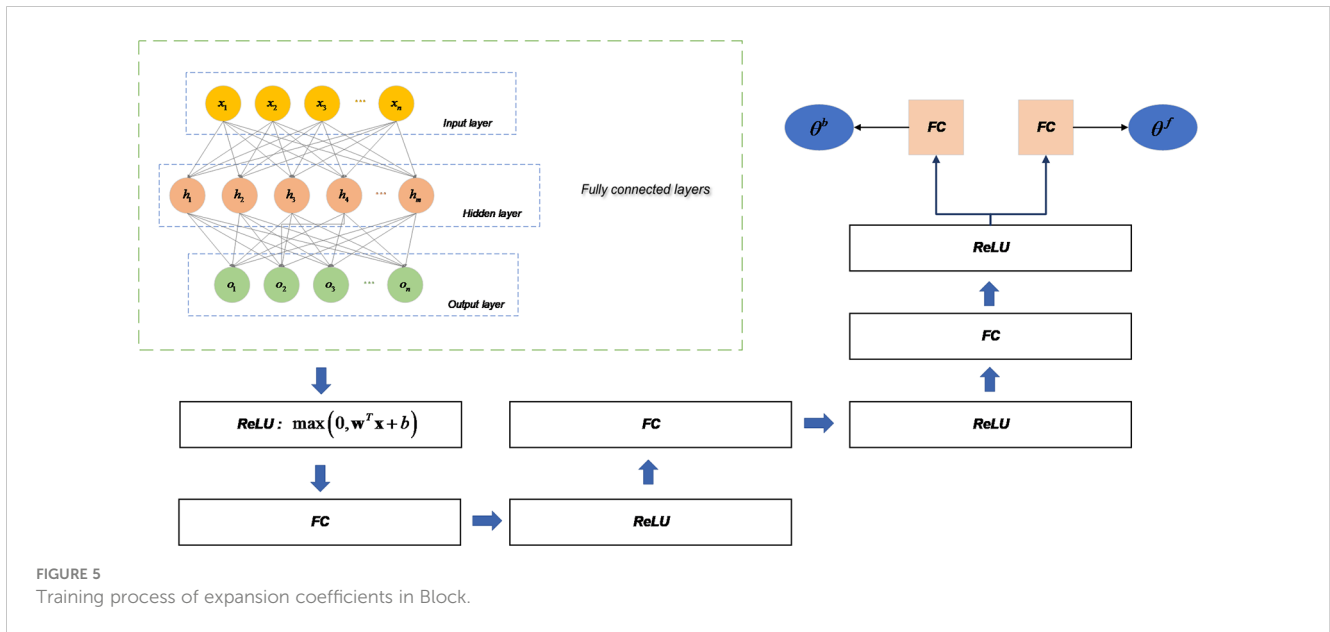 x₁ x₂ x₃ ... xₙ
Input layer
h₁ h₂ h₃ h₄ ... hₘ
Hidden layer
Fully connected layers
o₁ o₂ o₃ ... oₙ
Output layer
ReLU : max(0, wᵀx + b)
FC
ReLU
FC
ReLU
FC
ReLU
FC
FC
θᵇ
θᶠ
FIGURE 5
Training process of expansion coefficients in Block.